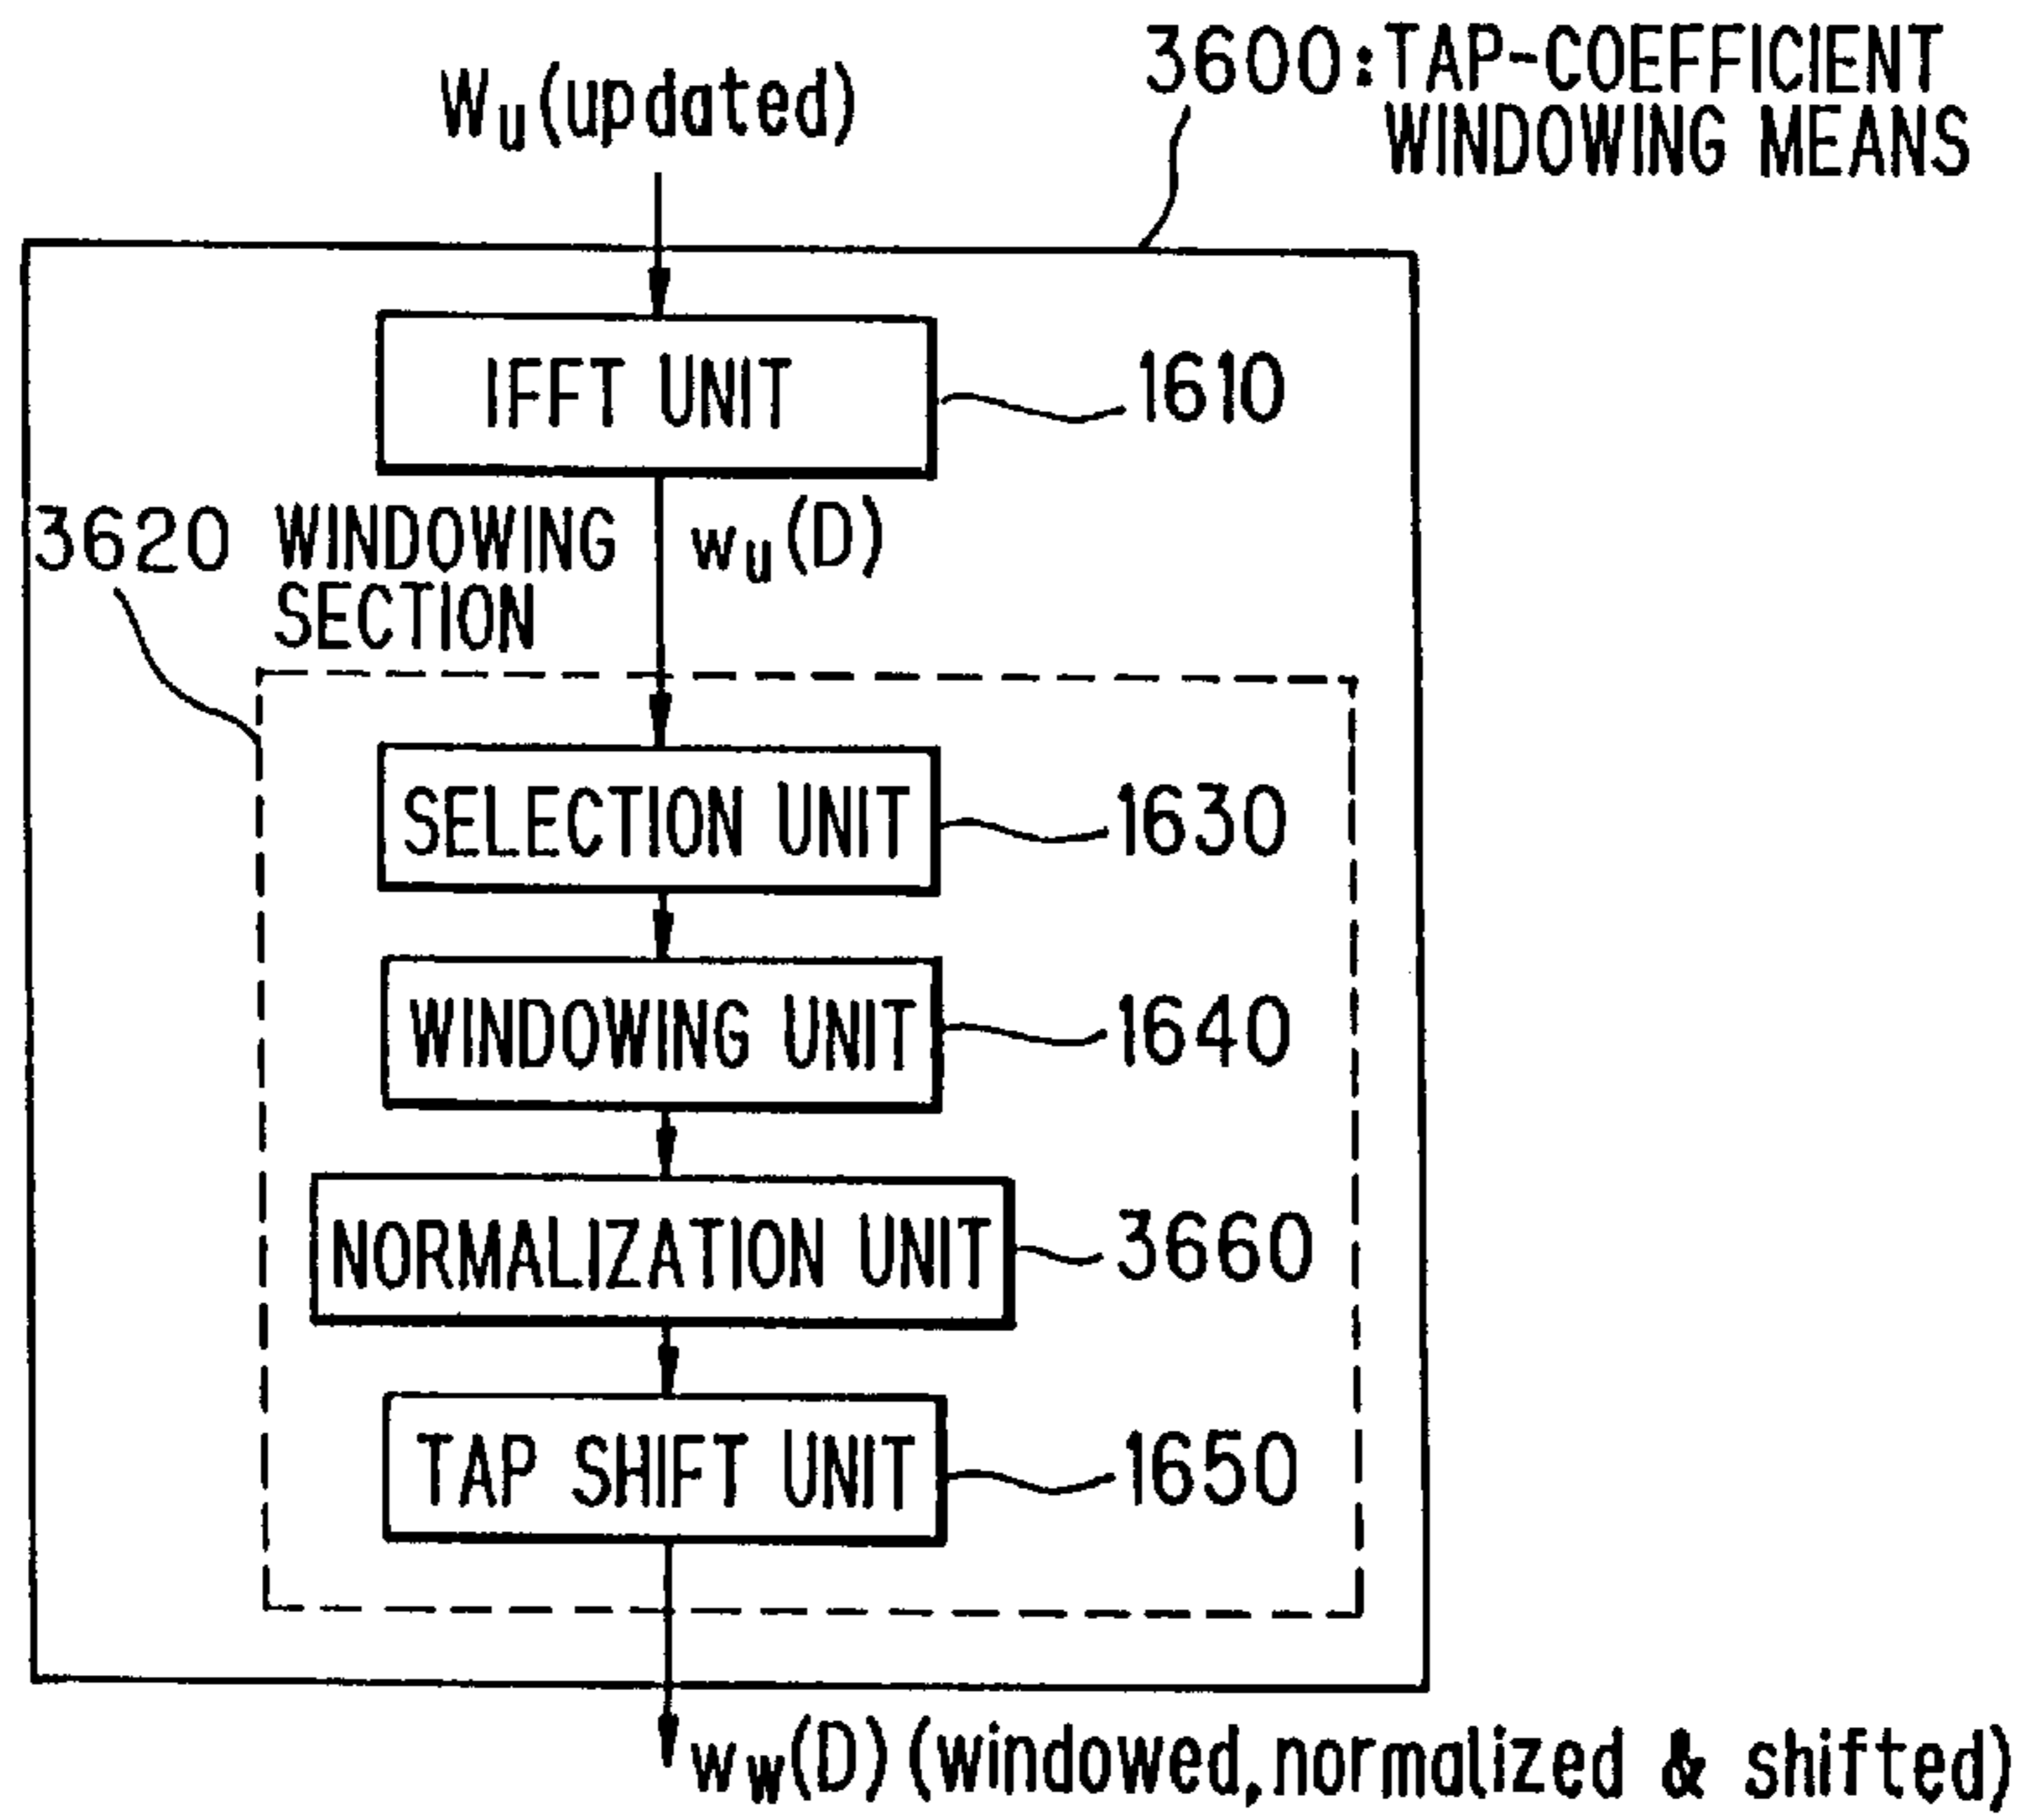 3600:TAP-COEFFICIENT
WINDOWING MEANS
Wu(updated)
IFFT UNIT
1610
3620 WINDOWING
SECTION
wu(D)
SELECTION UNIT
1630
WINDOWING UNIT
1640
NORMALIZATION UNIT
3660
TAP SHIFT UNIT
1650
ww(D)(windowed,normalized & shifted)